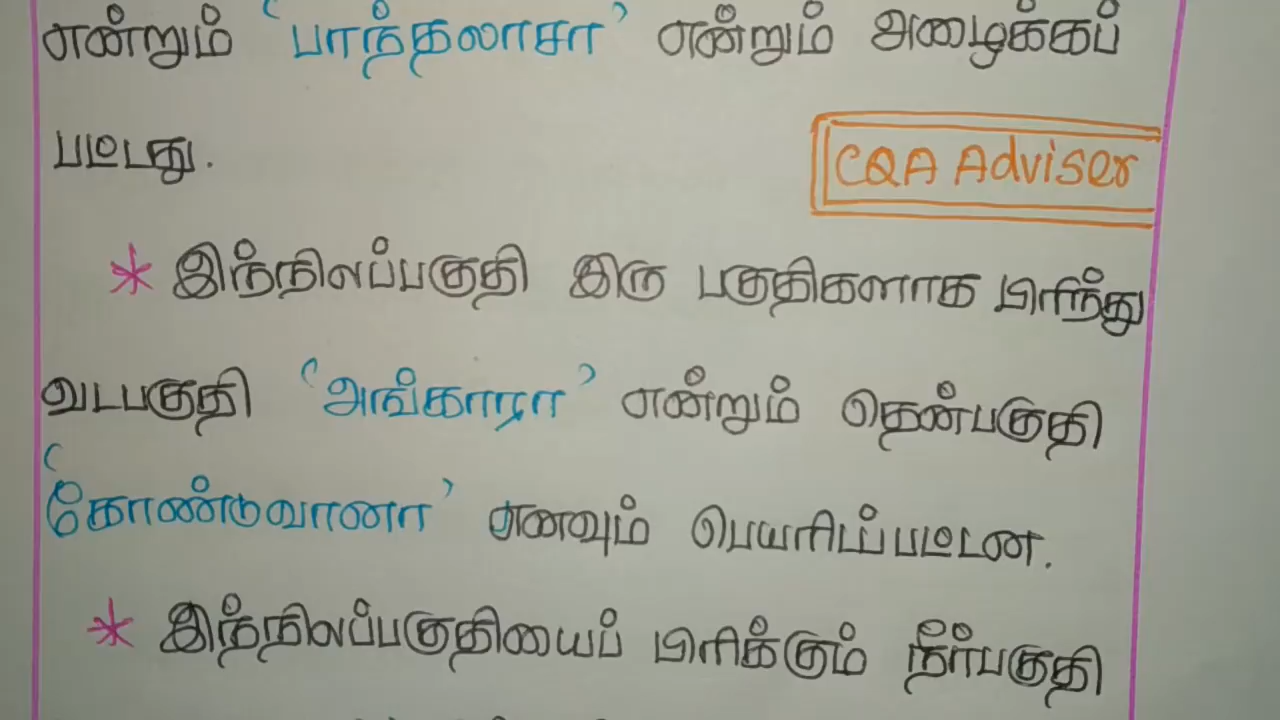 என்றும் 'பாந்தலாசா' என்றும் அழைக்கப்
பட்டது.
CQA Adviser
* இந்நிலப்பகுதி இரு பகுதிகளாக பிரிந்து
வடபகுதி 'அங்காரா' என்றும் தென்பகுதி
'கோண்டுவானா' எனவும் பெயரிடப்பட்டன.
* இந்நிலப்பகுதியைப் பிரிக்கும் நீர்பகுதி